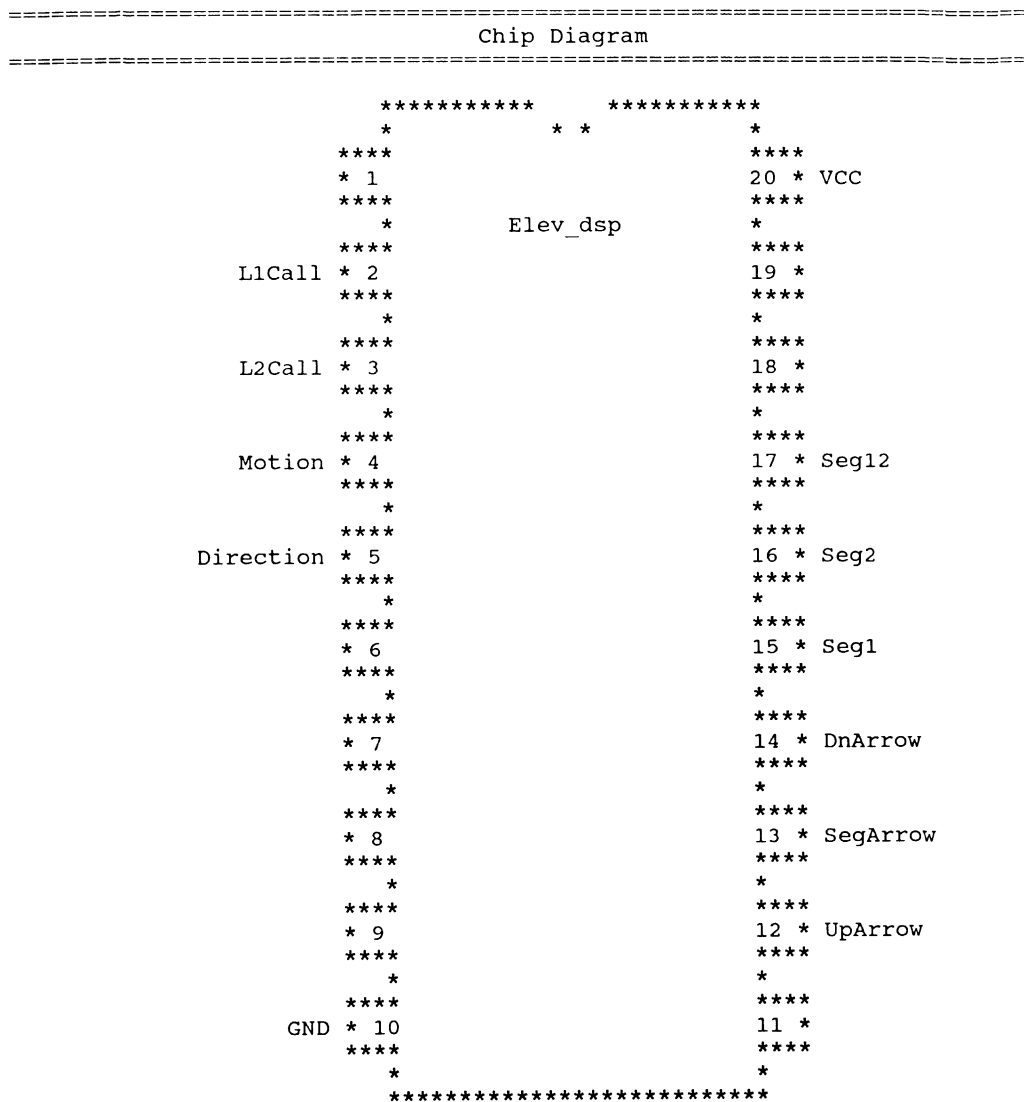 ==============================================================================
Chip Diagram
==============================================================================
*********** ***********
* * * *
**** ****
* 1 20 * VCC
**** ****
* Elev_dsp *
**** ****
L1Call * 2 19 *
**** ****
* *
**** ****
L2Call * 3 18 *
**** ****
* *
**** ****
Motion * 4 17 * Seg12
**** ****
* *
**** ****
Direction * 5 16 * Seg2
**** ****
* *
**** ****
* 6 15 * Seg1
**** ****
* *
**** ****
* 7 14 * DnArrow
**** ****
* *
**** ****
* 8 13 * SegArrow
**** ****
* *
**** ****
* 9 12 * UpArrow
**** ****
* *
**** ****
GND * 10 11 *
**** ****
* *
***************************